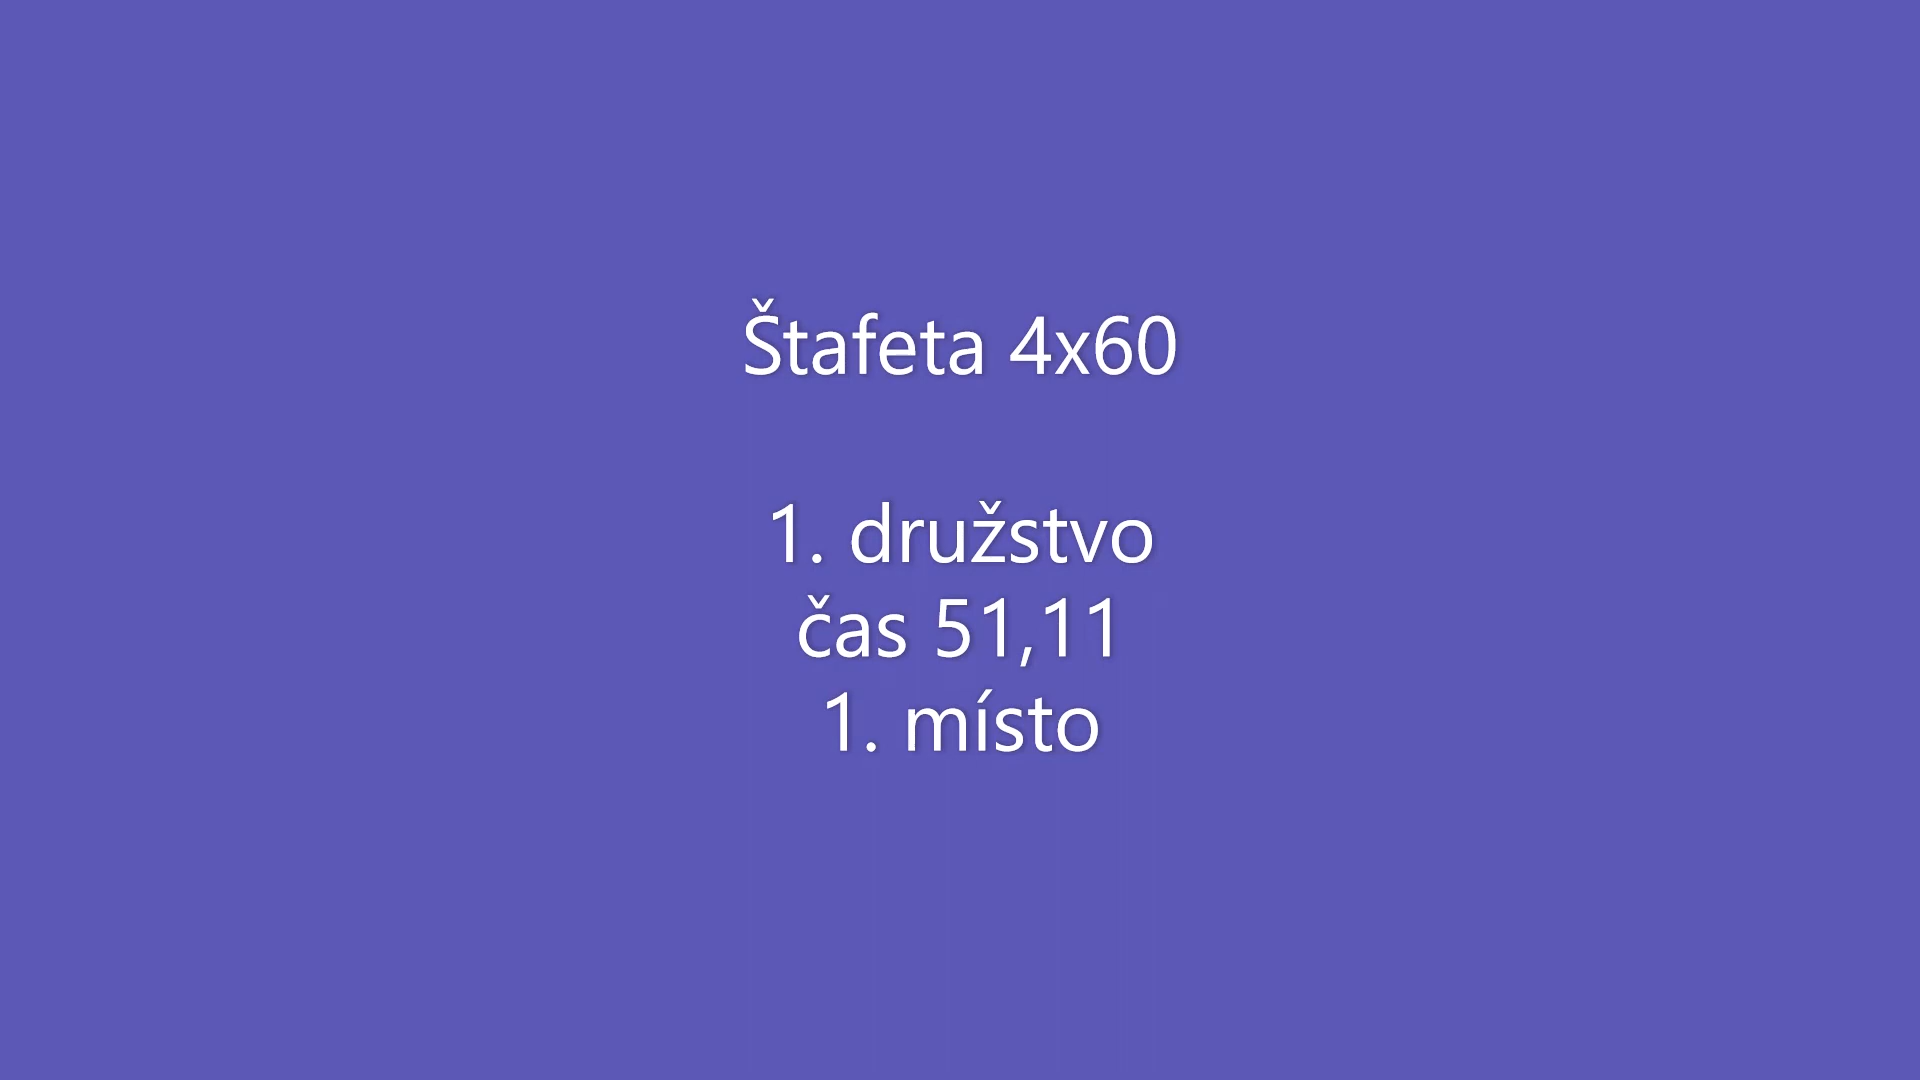 Štafeta 4x60
1. družstvo
čas 51,11
1. místo